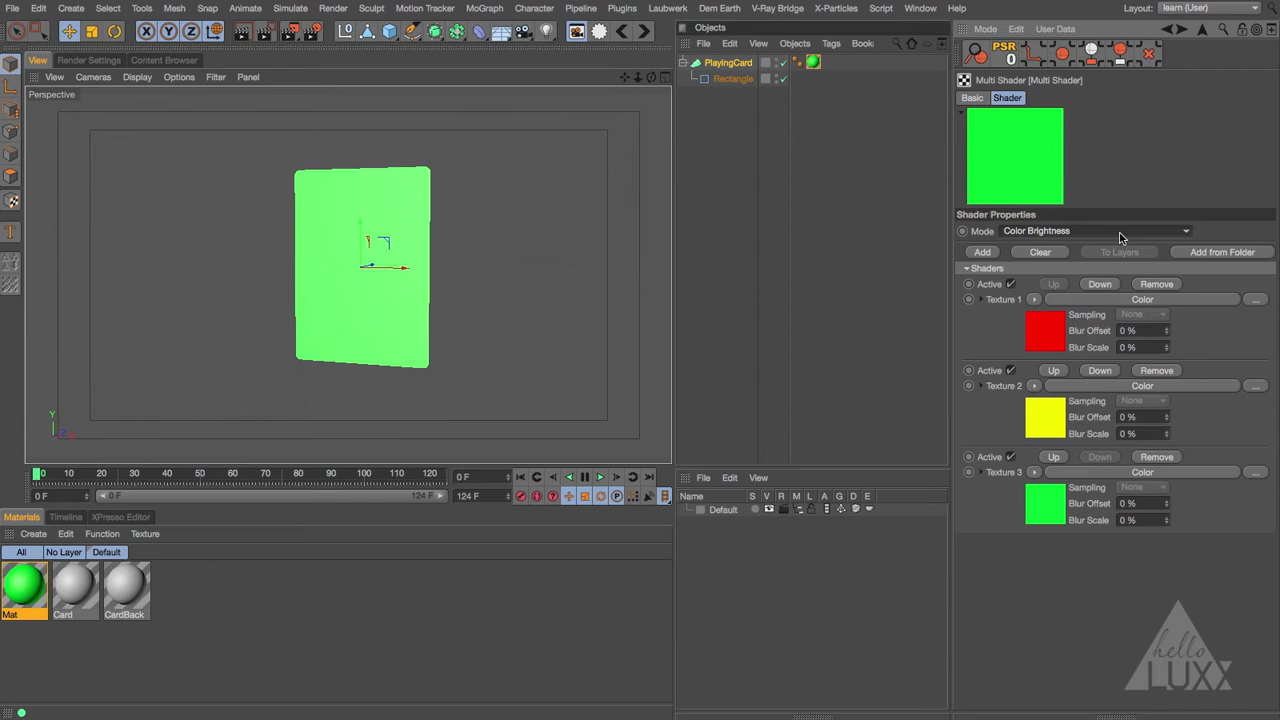 File Edit Create Select Tools Mesh Snap Animate Simulate Render Sculpt Motion Tracker MoGraph Character Pipeline Plugins Laubwerk Dem Earth V-Ray Bridge X-Particles Script Window Help Layout: learn (User)
View Render Settings Content Browser
View Cameras Display Options Filter Panel
Perspective
Y
Z
0 10 20 30 40 50 60 70 80 90 100 110 120 0 F
0 F 0 F 124 F 124 F
Materials Timeline XPresso Editor
Create Edit Function Texture
All No Layer Default
Mat Card CardBack
Objects
File Edit View Objects Tags Book
PlayingCard
Rectangle
File Edit View
Name S V R M L A G D E
Default
Mode Edit User Data
PSR
0
Multi Shader [Multi Shader]
Basic Shader
Shader Properties
Mode Color Brightness
Add Clear To Layers Add from Folder
Shaders
Active Up Down Remove
Texture 1 Color ...
Sampling None
Blur Offset 0 %
Blur Scale 0 %
Active Up Down Remove
Texture 2 Color ...
Sampling None
Blur Offset 0 %
Blur Scale 0 %
Active Up Down Remove
Texture 3 Color ...
Sampling None
Blur Offset 0 %
Blur Scale 0 %
hello
LUXX